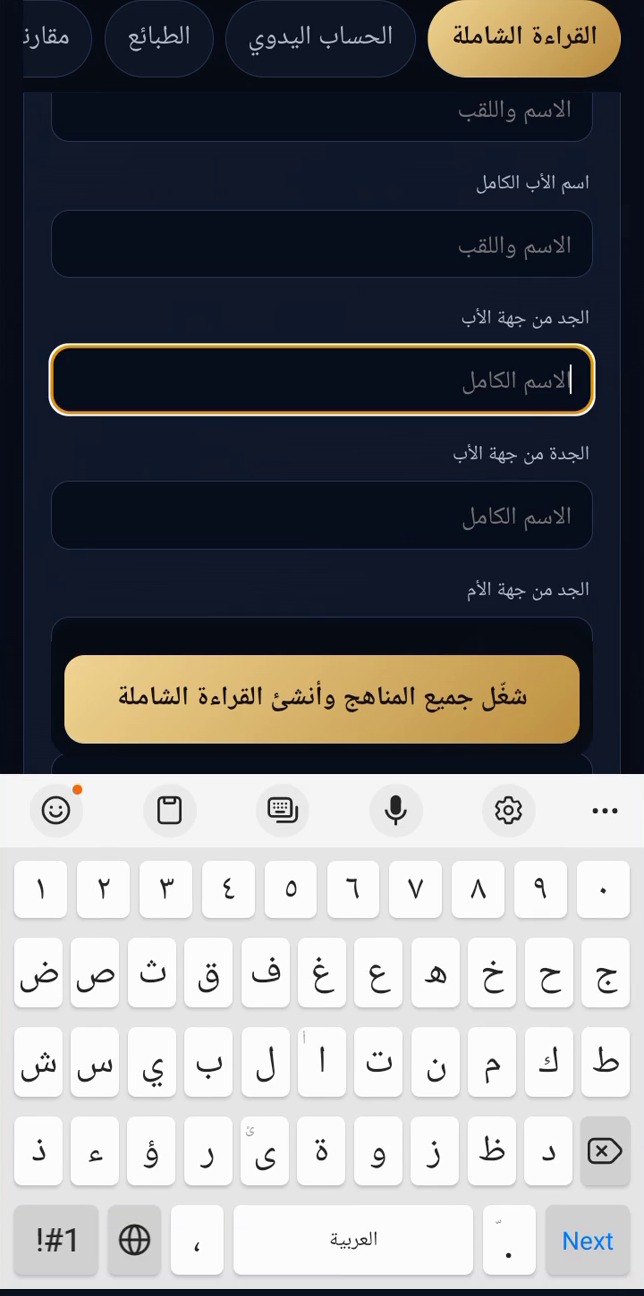 القراءة الشاملة الحساب اليدوي الطبائع
الاسم واللقب
اسم الأب الكامل
الاسم واللقب
الجد من جهة الأب
الاسم الكامل
الجدة من جهة الأب
الاسم الكامل
الجد من جهة الأم
شغّل جميع المناهج وأنشئ القراءة الشاملة
١ ٢ ٣ ٤ ٥ ٦ ٧ ٨ ٩ ٠
ض ص ث ق ف غ ع ه خ ح ج
ش س ي ب ل ا أ ت ن م ك ط
ذ ء ؤ ر ى ئ ة و ز ظ د
!#1 ، العربية . Next